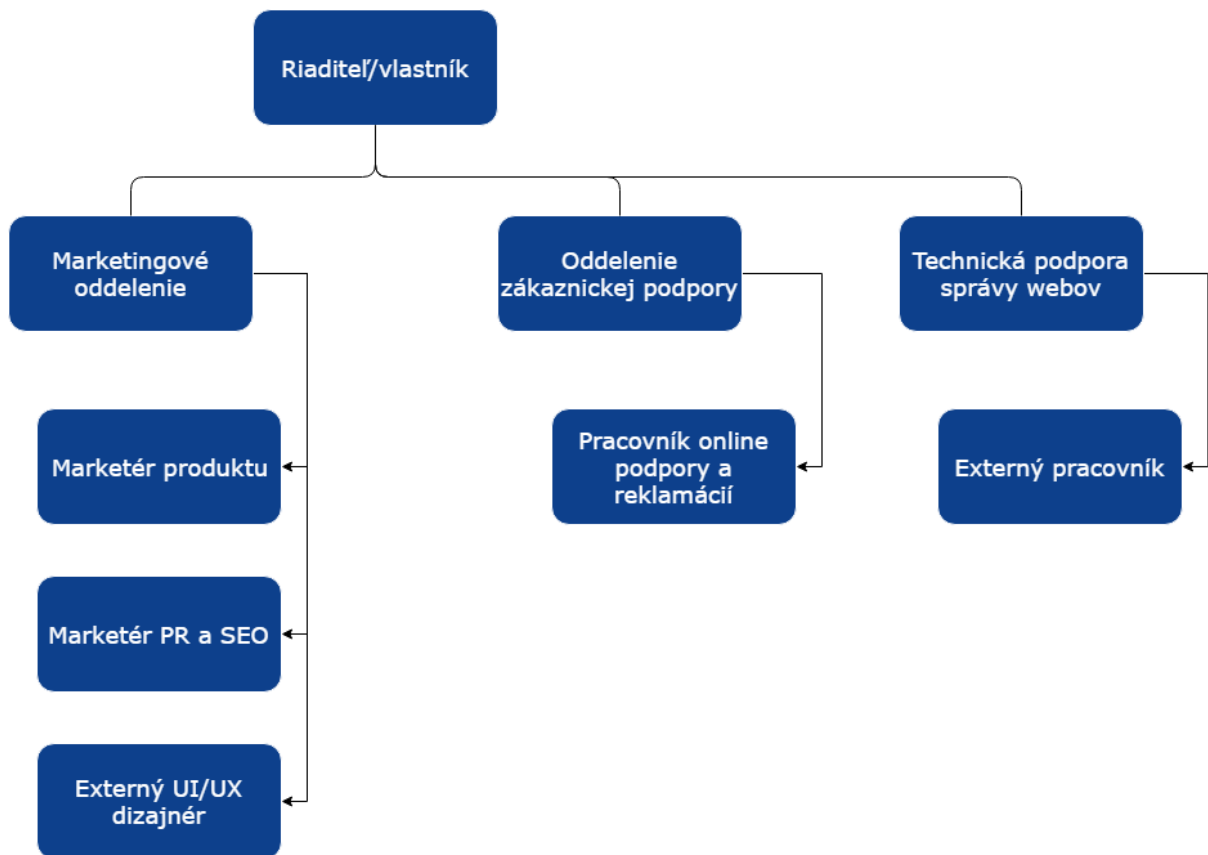 Riaditeľ/vlastník
Marketingové
oddelenie
Oddelenie
zákaznickej podpory
Technická podpora
správy webov
Marketér produktu
Pracovník online
podpory a
reklamácií
Externý pracovník
Marketér PR a SEO
Externý UI/UX
dizajnér